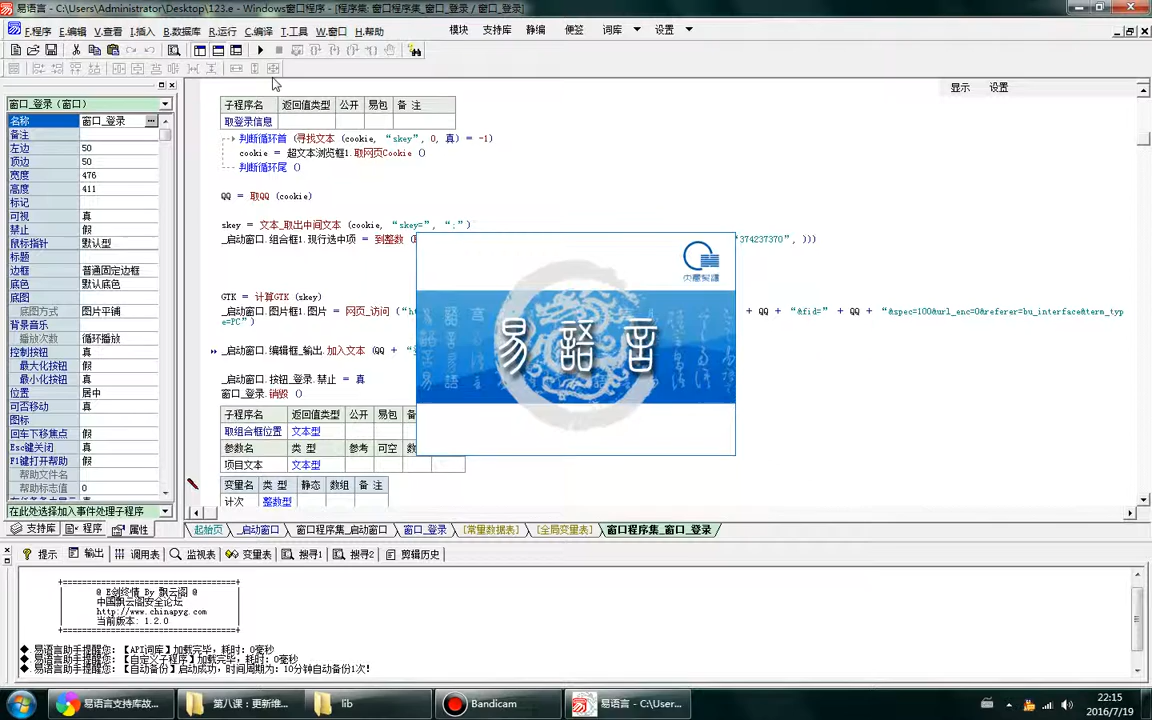 易语言 - C:\Users\Administrator\Desktop\123.e - Windows窗口程序 - [程序集: 窗口程序集_窗口_登录 / 窗口_登录]
F.程序 E.编辑 V.查看 I.插入 B.数据库 R.运行 C.编译 T.工具 W.窗口 H.帮助 模块 支持库 静编 便签 词库 设置
显示 设置
窗口_登录（窗口）
名称 窗口_登录
备注
左边 50
顶边 50
宽度 476
高度 411
标记
可视 真
禁止 假
鼠标指针 默认型
标题
边框 普通固定边框
底色 默认底色
底图
底图方式 图片平铺
背景音乐
播放次数 循环播放
控制按钮 真
最大化按钮 假
最小化按钮 真
位置 居中
可否移动 真
图标
回车下移焦点 假
Esc键关闭 真
F1键打开帮助 假
帮助文件名
帮助标志值 0
在此处选择加入事件处理子程序
支持库 程序 属性
子程序名 返回值类型 公开 易包 备 注
取登录信息
判断循环首 (寻找文本 (cookie, “skey”, 0, 真) = -1)
cookie = 超文本浏览框1.取网页Cookie ()
判断循环尾 ()
QQ = 取QQ (cookie)
skey = 文本_取出中间文本 (cookie, “skey=”, “;”)
_启动窗口.组合框1.现行选中项 = 到整数 (
“374237370”, )))
GTK = 计算GTK (skey)
_启动窗口.图片框1.图片 = 网页_访问 (
+ QQ + “&fid=” + QQ + “&spec=100&url_enc=0&referer=bu_interface&term_typ
e=PC”)
_启动窗口.编辑框_输出.加入文本 (QQ +
_启动窗口.按钮_登录.禁止 = 真
窗口_登录.销毁 ()
子程序名 返回值类型 公开 易包 备
取组合框位置 文本型
参数名 类 型 参考 可空 数
项目文本 文本型
变量名 类 型 静态 数组 备 注
计次 整数型
易語言
起始页 _启动窗口 窗口程序集_启动窗口 窗口_登录 [常量数据表] [全局变量表] 窗口程序集_窗口_登录
提示 输出 调用表 监视表 变量表 搜寻1 搜寻2 剪辑历史
+===================================+
@ E剑终情 By 飘云阁 @
中国飘云阁安全论坛
http://www.chinapyg.com
当前版本: 1.2.0
+===================================+
◆.易语言助手提醒您:【API词库】加载完毕，耗时: 0毫秒
◆.易语言助手提醒您:【自定义子程序】加载完毕，耗时: 0毫秒
◆.易语言助手提醒您:【自动备份】启动成功，时间周期为: 10分钟自动备份1次!
易语言支持库故... 第八课：更新维... lib Bandicam 易语言 - C:\User...
22:15
2016/7/19